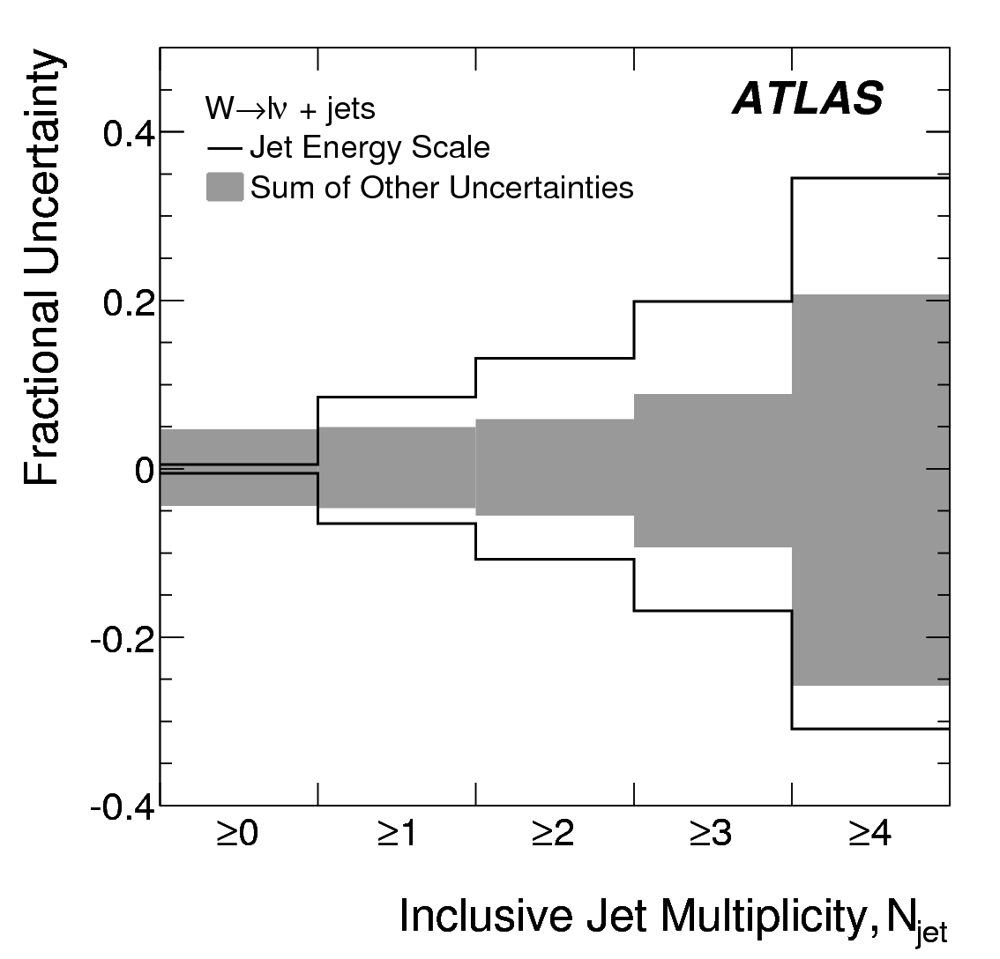 ATLAS
W→lν + jets
Jet Energy Scale
Sum of Other Uncertainties
Fractional Uncertainty
0.4
0.2
0
-0.2
-0.4
≥0 ≥1 ≥2 ≥3 ≥4
Inclusive Jet Multiplicity, Njet